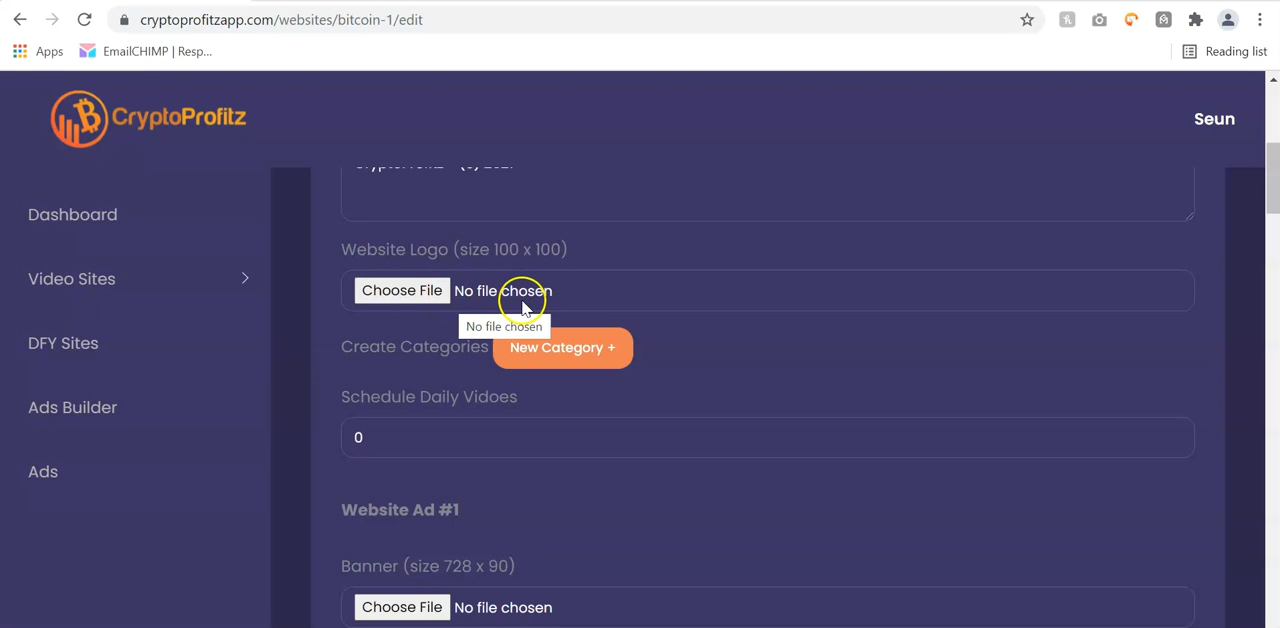 cryptoprofitzapp.com/websites/bitcoin-1/edit
Apps
EmailCHIMP | Resp...
Reading list
CryptoProfitz
Seun
Dashboard
Video Sites
DFY Sites
Ads Builder
Ads
Website Logo (size 100 x 100)
Choose File No file chosen
No file chosen
Create Categories New Category +
Schedule Daily Vidoes
0
Website Ad #1
Banner (size 728 x 90)
Choose File No file chosen